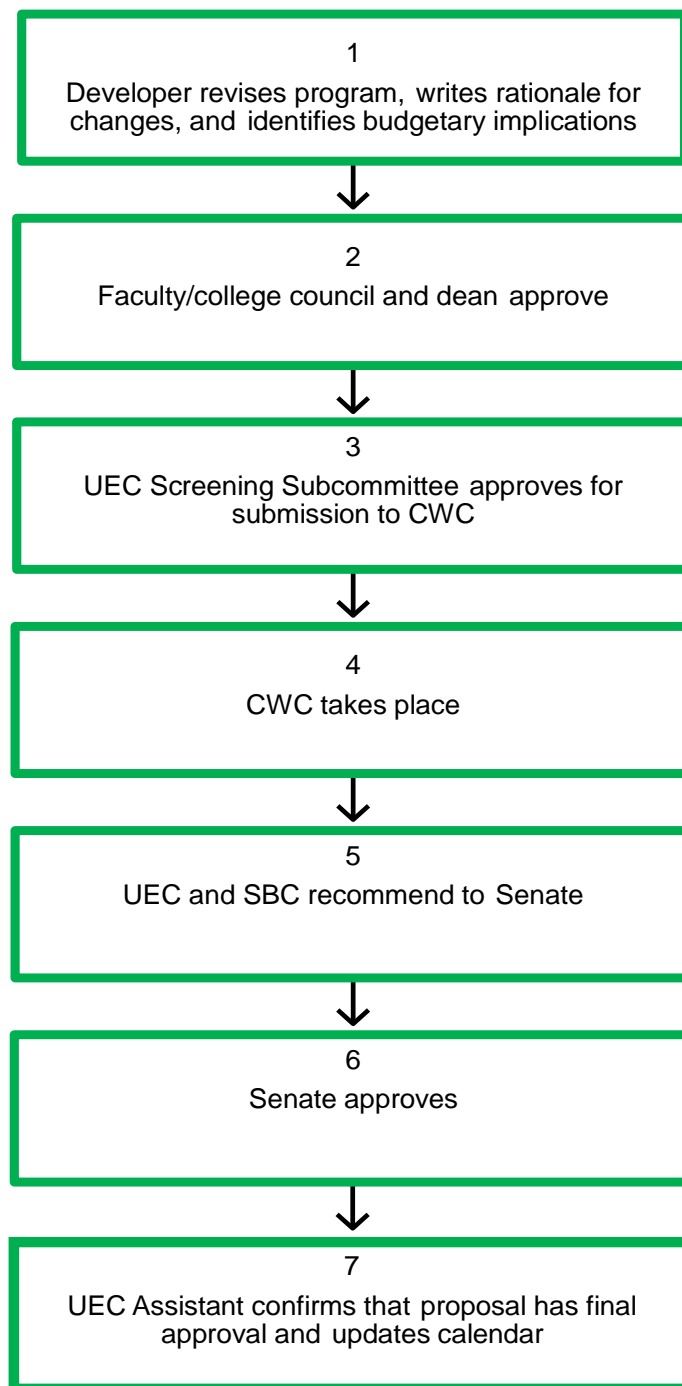 1
Developer revises program, writes rationale for
changes, and identifies budgetary implications
2
Faculty/college council and dean approve
3
UEC Screening Subcommittee approves for
submission to CWC
4
CWC takes place
5
UEC and SBC recommend to Senate
6
Senate approves
7
UEC Assistant confirms that proposal has final
approval and updates calendar